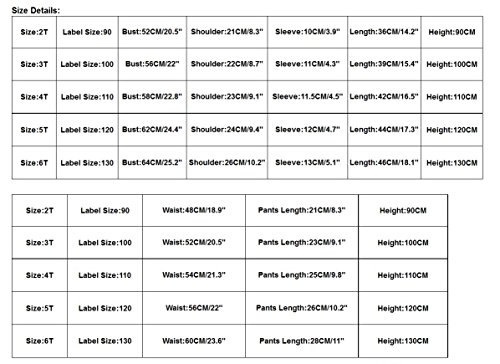 Size Details:
Size:2T Label Size:90 Bust:52CM/20.5" Shoulder:21CM/8.3" Sleeve:10CM/3.9" Length:36CM/14.2" Height:90CM
Size:3T Label Size:100 Bust:56CM/22" Shoulder:22CM/8.7" Sleeve:11CM/4.3" Length:39CM/15.4" Height:100CM
Size:4T Label Size:110 Bust:58CM/22.8" Shoulder:23CM/9.1" Sleeve:11.5CM/4.5" Length:42CM/16.5" Height:110CM
Size:5T Label Size:120 Bust:62CM/24.4" Shoulder:24CM/9.4" Sleeve:12CM/4.7" Length:44CM/17.3" Height:120CM
Size:6T Label Size:130 Bust:64CM/25.2" Shoulder:26CM/10.2" Sleeve:13CM/5.1" Length:46CM/18.1" Height:130CM
Size:2T Label Size:90 Waist:48CM/18.9" Pants Length:21CM/8.3" Height:90CM
Size:3T Label Size:100 Waist:52CM/20.5" Pants Length:23CM/9.1" Height:100CM
Size:4T Label Size:110 Waist:54CM/21.3" Pants Length:25CM/9.8" Height:110CM
Size:5T Label Size:120 Waist:56CM/22" Pants Length:26CM/10.2" Height:120CM
Size:6T Label Size:130 Waist:60CM/23.6" Pants Length:28CM/11" Height:130CM